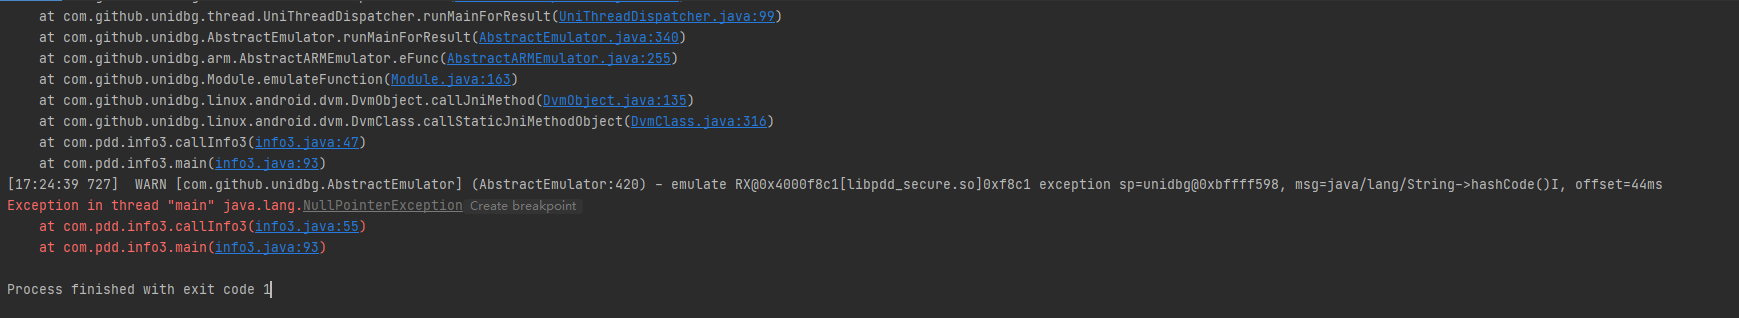 at com.github.unidbg.thread.UniThreadDispatcher.runMainForResult(UniThreadDispatcher.java:99)
at com.github.unidbg.AbstractEmulator.runMainForResult(AbstractEmulator.java:340)
at com.github.unidbg.arm.AbstractARMEmulator.eFunc(AbstractARMEmulator.java:255)
at com.github.unidbg.Module.emulateFunction(Module.java:163)
at com.github.unidbg.linux.android.dvm.DvmObject.callJniMethod(DvmObject.java:135)
at com.github.unidbg.linux.android.dvm.DvmClass.callStaticJniMethodObject(DvmClass.java:316)
at com.pdd.info3.callInfo3(info3.java:47)
at com.pdd.info3.main(info3.java:93)
[17:24:39 727]  WARN [com.github.unidbg.AbstractEmulator] (AbstractEmulator:420) - emulate RX@0x4000f8c1[libpdd_secure.so]0xf8c1 exception sp=unidbg@0xbffff598, msg=java/lang/String->hashCode()I, offset=44ms
Exception in thread "main" java.lang.NullPointerException Create breakpoint
at com.pdd.info3.callInfo3(info3.java:55)
at com.pdd.info3.main(info3.java:93)
Process finished with exit code 1